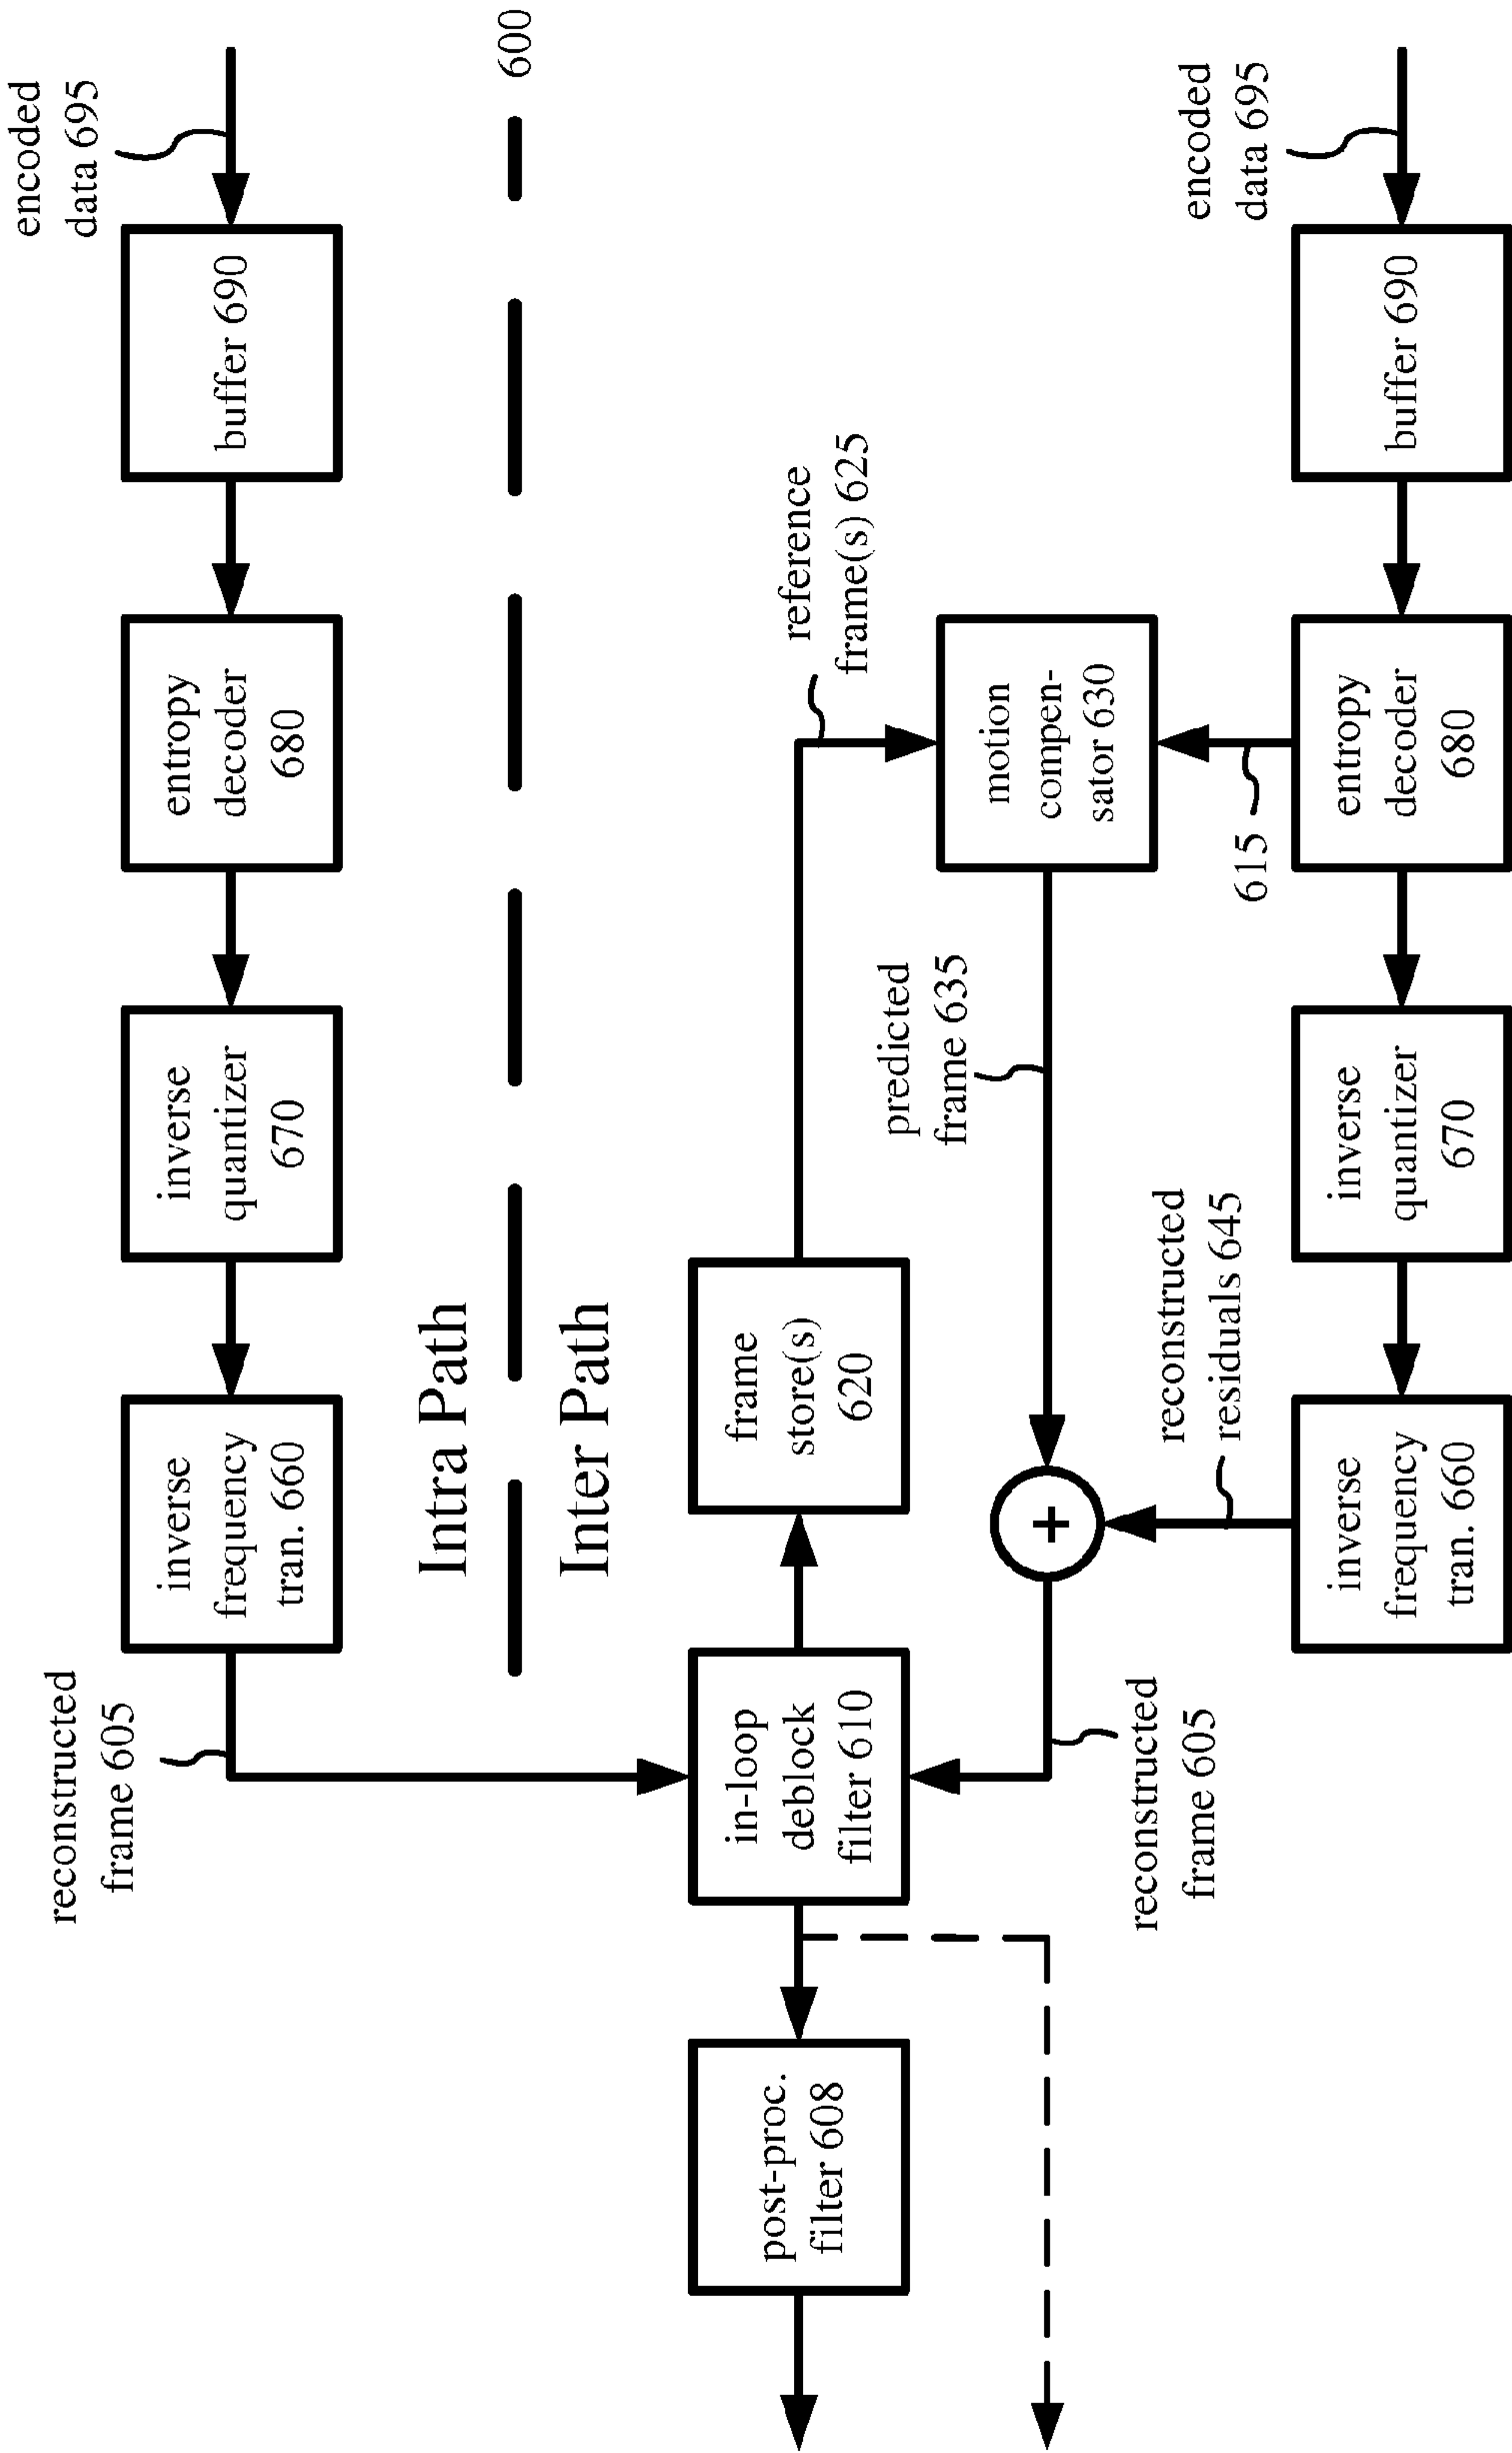 encoded
data 695
buffer 690
entropy
decoder
680
inverse
quantizer
670
inverse
frequency
tran. 660
reconstructed
frame 605
600
Intra Path
Inter Path
reference
frame(s) 625
frame
store(s)
620
in-loop
deblock
filter 610
post-proc.
filter 608
motion
compen-
sator 630
predicted
frame 635
+
reconstructed
frame 605
615
reconstructed
residuals 645
encoded
data 695
buffer 690
entropy
decoder
680
inverse
quantizer
670
inverse
frequency
tran. 660